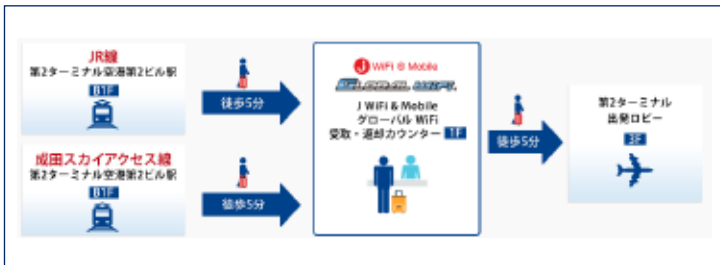 JR線
第2ターミナル空港第2ビル駅
B1F
徒歩5分
成田スカイアクセス線
第2ターミナル空港第2ビル駅
B1F
徒歩5分
J WiFi & Mobile
GLOBAL WiFi
J WiFi & Mobile
グローバル WiFi
受取・返却カウンター 1F
徒歩5分
第2ターミナル
出発ロビー
3F